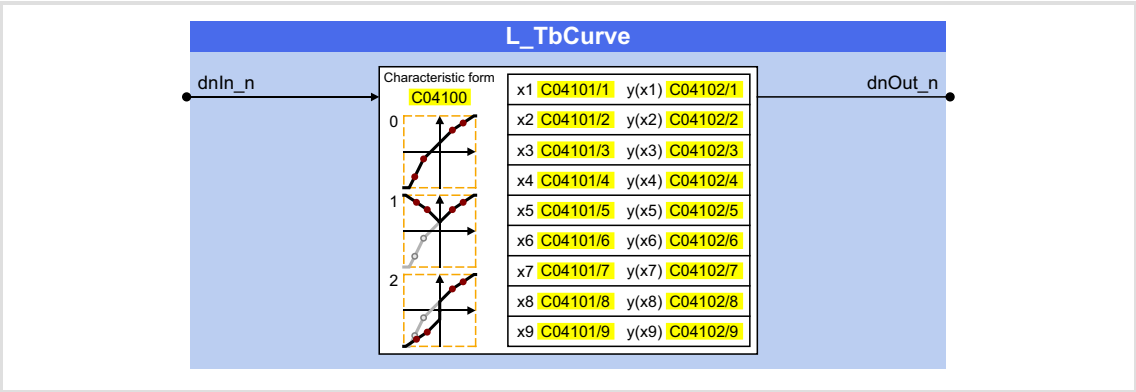 L_TbCurve
dnIn_n
dnOut_n
Characteristic form
C04100
0
1
2
x1 C04101/1 y(x1) C04102/1
x2 C04101/2 y(x2) C04102/2
x3 C04101/3 y(x3) C04102/3
x4 C04101/4 y(x4) C04102/4
x5 C04101/5 y(x5) C04102/5
x6 C04101/6 y(x6) C04102/6
x7 C04101/7 y(x7) C04102/7
x8 C04101/8 y(x8) C04102/8
x9 C04101/9 y(x9) C04102/9